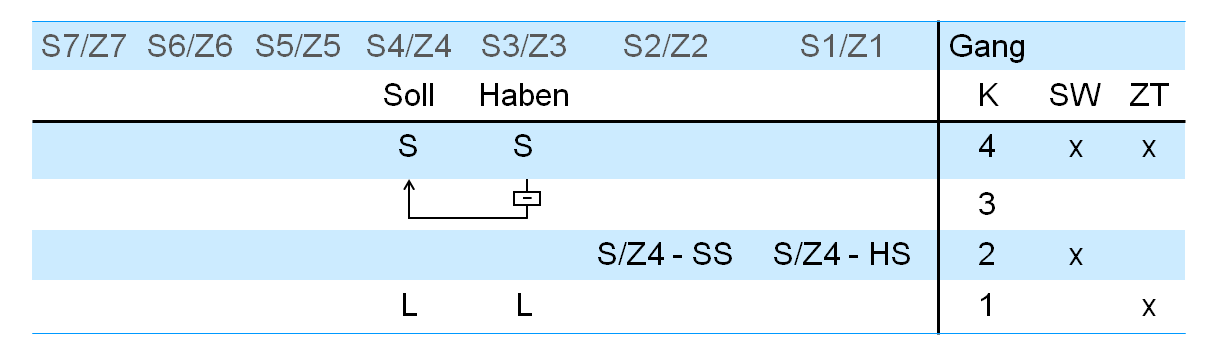 S7/Z7 S6/Z6 S5/Z5 S4/Z4 S3/Z3 S2/Z2 S1/Z1 Gang
Soll Haben K SW ZT
S S 4 x x
- 3
S/Z4 - SS S/Z4 - HS 2 x
L L 1 x